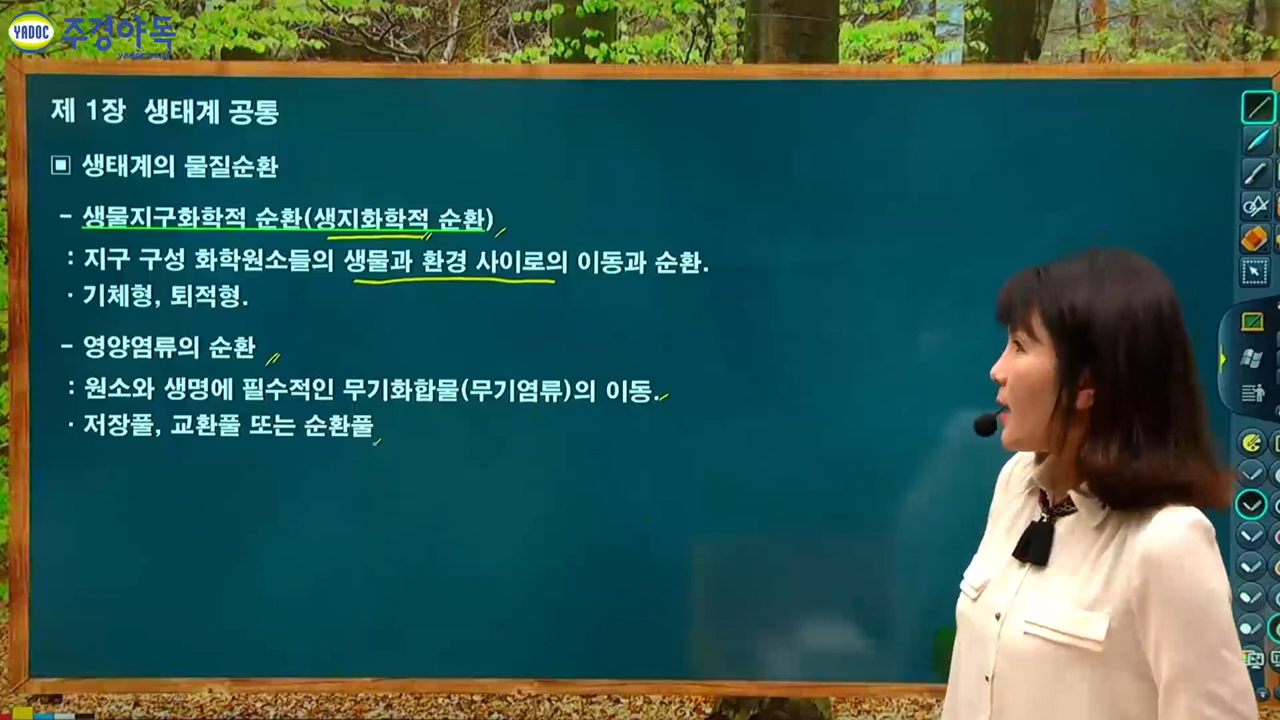 YADOC 주경야독
제 1장 생태계 공통
▣ 생태계의 물질순환
- 생물지구화학적 순환(생지화학적 순환)
: 지구 구성 화학원소들의 생물과 환경 사이로의 이동과 순환.
· 기체형, 퇴적형.
- 영양염류의 순환
: 원소와 생명에 필수적인 무기화합물(무기염류)의 이동.
· 저장풀, 교환풀 또는 순환풀